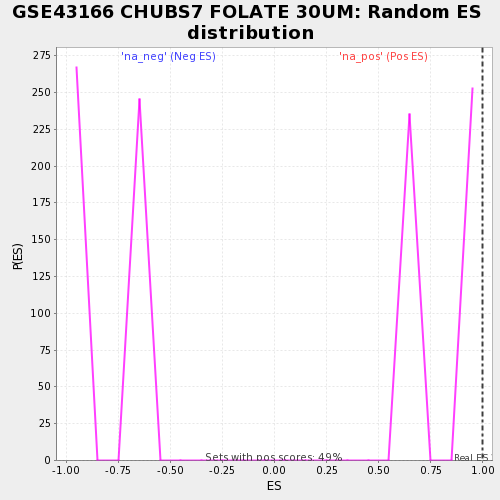 GSE43166 CHUBS7 FOLATE 30UM: Random ES
distribution
'na_neg' (Neg ES)
'na_pos' (Pos ES)
275
250
225
200
175
150
125
100
75
50
25
0
P(ES)
Sets with pos scores: 49%
Real ES
-1.00 -0.75 -0.50 -0.25 0.00 0.25 0.50 0.75 1.00
ES